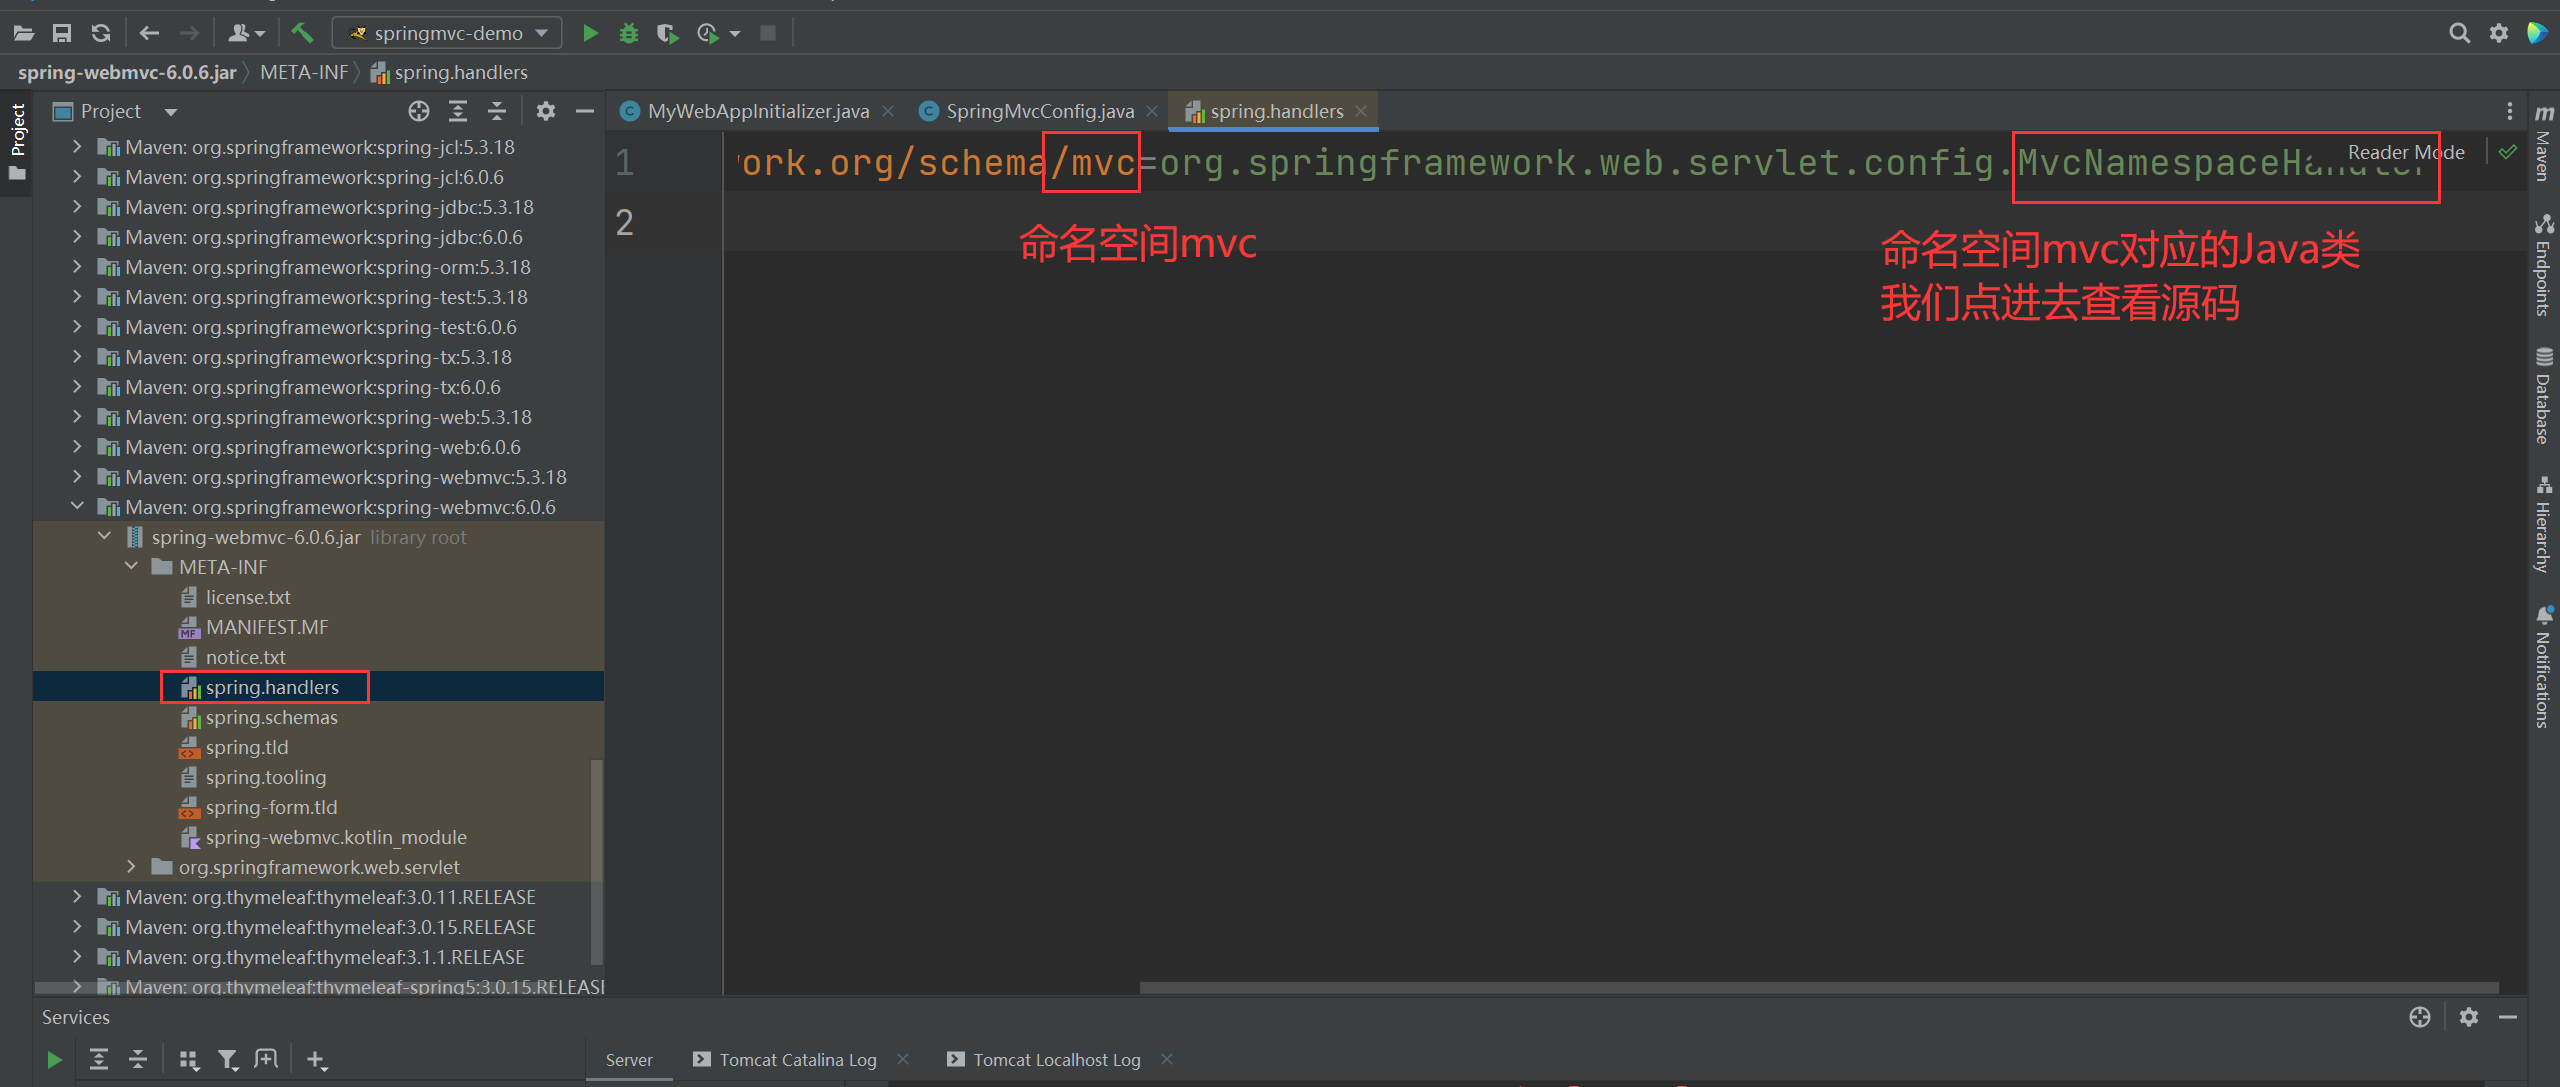 springmvc-demo
spring-webmvc-6.0.6.jar
META-INF
spring.handlers
Project
Project
Maven: org.springframework:spring-jcl:5.3.18
Maven: org.springframework:spring-jcl:6.0.6
Maven: org.springframework:spring-jdbc:5.3.18
Maven: org.springframework:spring-jdbc:6.0.6
Maven: org.springframework:spring-orm:5.3.18
Maven: org.springframework:spring-test:5.3.18
Maven: org.springframework:spring-test:6.0.6
Maven: org.springframework:spring-tx:5.3.18
Maven: org.springframework:spring-tx:6.0.6
Maven: org.springframework:spring-web:5.3.18
Maven: org.springframework:spring-web:6.0.6
Maven: org.springframework:spring-webmvc:5.3.18
Maven: org.springframework:spring-webmvc:6.0.6
spring-webmvc-6.0.6.jar library root
META-INF
license.txt
MANIFEST.MF
notice.txt
spring.handlers
spring.schemas
spring.tld
spring.tooling
spring-form.tld
spring-webmvc.kotlin_module
org.springframework.web.servlet
Maven: org.thymeleaf:thymeleaf:3.0.11.RELEASE
Maven: org.thymeleaf:thymeleaf:3.0.15.RELEASE
Maven: org.thymeleaf:thymeleaf:3.1.1.RELEASE
Maven: org.thymeleaf:thymeleaf-spring5:3.0.15.RELEASE
MyWebAppInitializer.java
SpringMvcConfig.java
spring.handlers
1 ork.org/schema/mvc=org.springframework.web.servlet.config.MvcNamespaceHandler
Reader Mode
2
命名空间mvc
命名空间mvc对应的Java类
我们点进去查看源码
Maven
Endpoints
Database
Hierarchy
Notifications
Services
Server
Tomcat Catalina Log
Tomcat Localhost Log